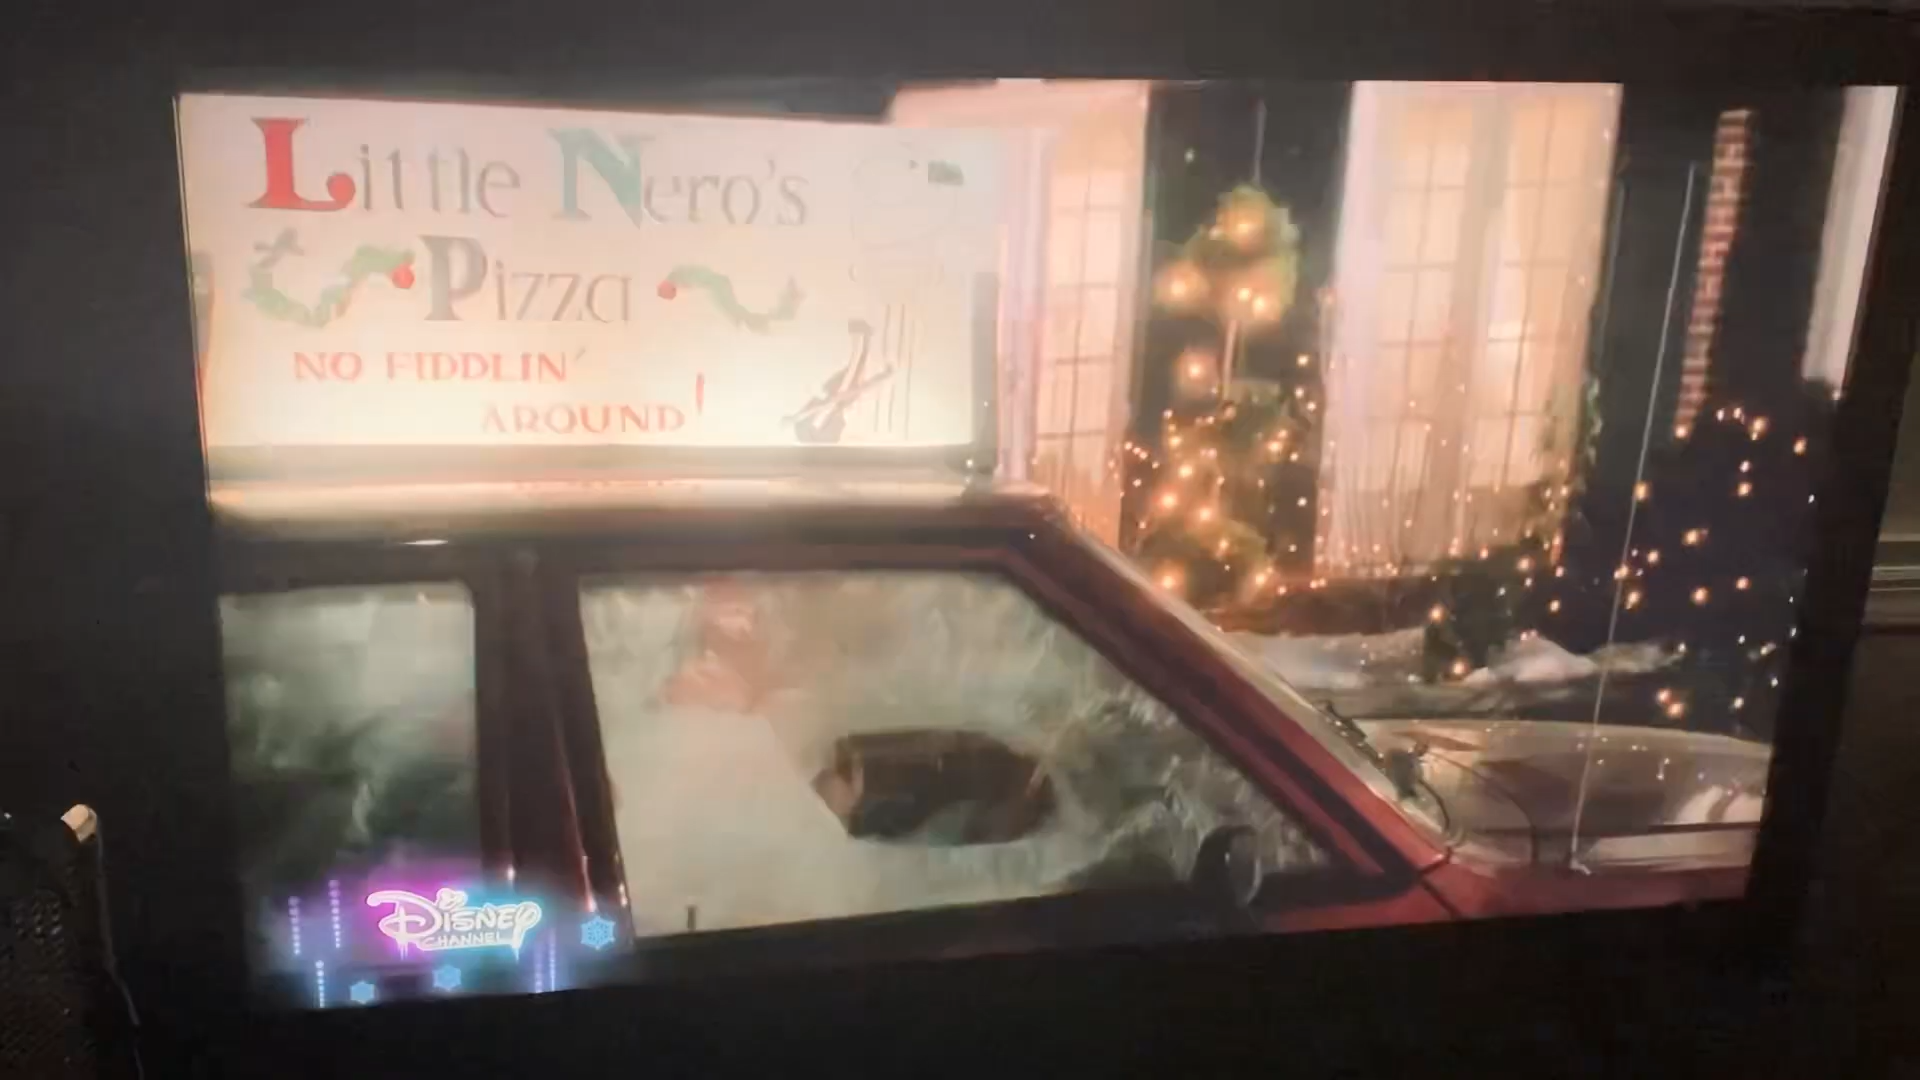 Little Nero's
Pizza
NO FIDDLIN'
AROUND!
Disney
CHANNEL